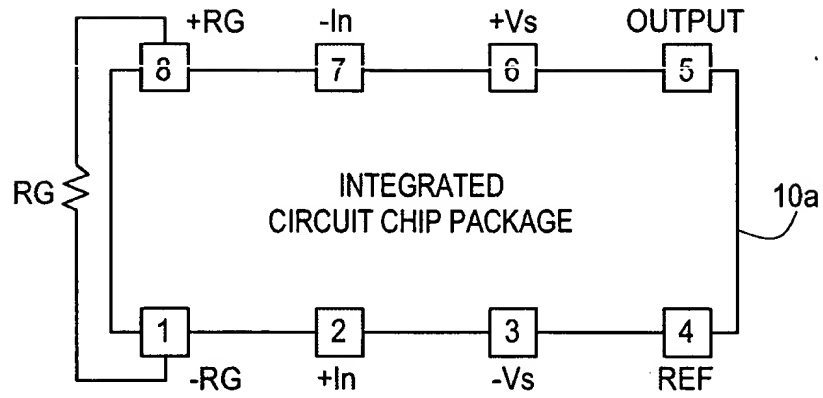 +RG -In +Vs OUTPUT
8 7 6 5
RG
INTEGRATED
CIRCUIT CHIP PACKAGE
10a
1 2 3 4
-RG +In -Vs REF